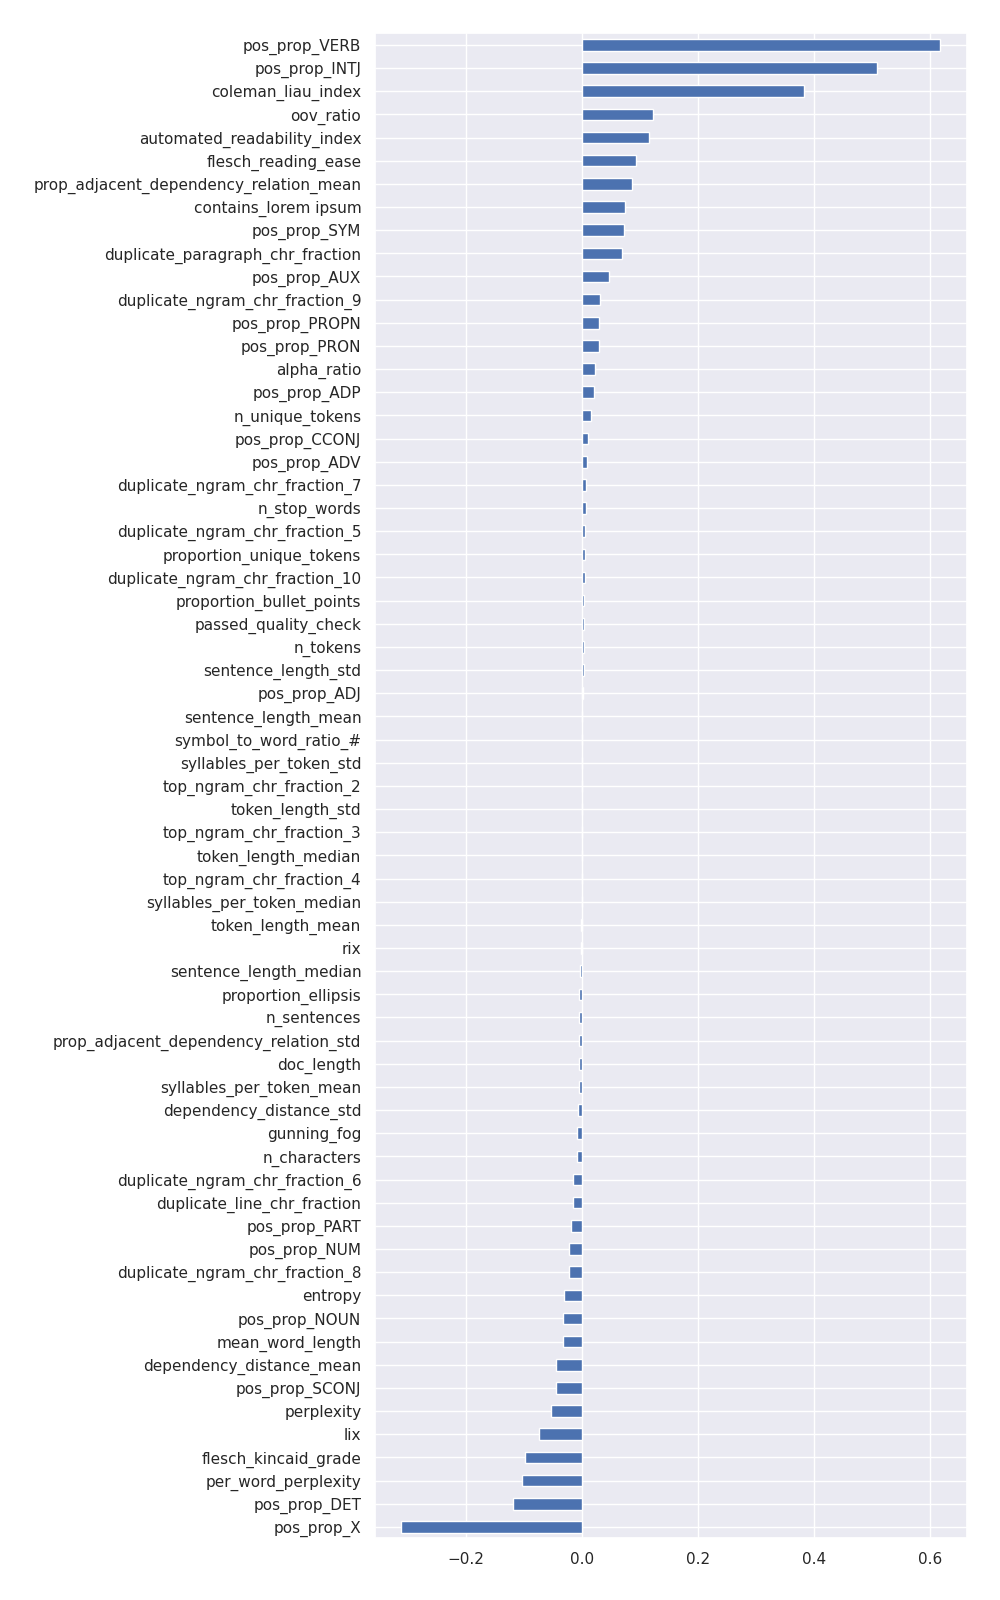 pos_prop_VERB
pos_prop_INTJ
coleman_liau_index
oov_ratio
automated_readability_index
flesch_reading_ease
prop_adjacent_dependency_relation_mean
contains_lorem ipsum
pos_prop_SYM
duplicate_paragraph_chr_fraction
pos_prop_AUX
duplicate_ngram_chr_fraction_9
pos_prop_PROPN
pos_prop_PRON
alpha_ratio
pos_prop_ADP
n_unique_tokens
pos_prop_CCONJ
pos_prop_ADV
duplicate_ngram_chr_fraction_7
n_stop_words
duplicate_ngram_chr_fraction_5
proportion_unique_tokens
duplicate_ngram_chr_fraction_10
proportion_bullet_points
passed_quality_check
n_tokens
sentence_length_std
pos_prop_ADJ
sentence_length_mean
symbol_to_word_ratio_#
syllables_per_token_std
top_ngram_chr_fraction_2
token_length_std
top_ngram_chr_fraction_3
token_length_median
top_ngram_chr_fraction_4
syllables_per_token_median
token_length_mean
rix
sentence_length_median
proportion_ellipsis
n_sentences
prop_adjacent_dependency_relation_std
doc_length
syllables_per_token_mean
dependency_distance_std
gunning_fog
n_characters
duplicate_ngram_chr_fraction_6
duplicate_line_chr_fraction
pos_prop_PART
pos_prop_NUM
duplicate_ngram_chr_fraction_8
entropy
pos_prop_NOUN
mean_word_length
dependency_distance_mean
pos_prop_SCONJ
perplexity
lix
flesch_kincaid_grade
per_word_perplexity
pos_prop_DET
pos_prop_X
−0.2 0.0 0.2 0.4 0.6